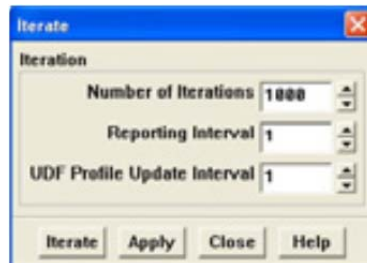 Iterate
Iteration
Number of Iterations 1000
Reporting Interval 1
UDF Profile Update Interval 1
Iterate Apply Close Help